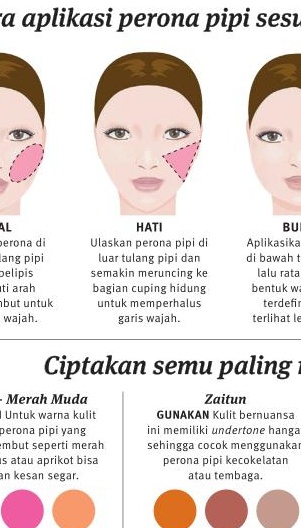 ra aplikasi perona pipi sesu
AL
perona di
lang pipi
pelipis
ti arah
mbut untuk
wajah.
HATI
Ulaskan perona pipi di
luar tulang pipi dan
semakin meruncing ke
bagian cuping hidung
untuk memperhalus
garis wajah.
BU
Aplikasika
di bawah t
lalu rata
bentuk wa
terdefin
terlihat le
Ciptakan semu paling
- Merah Muda
Untuk warna kulit
perona pipi yang
embut seperti merah
us atau aprikot bisa
an kesan segar.
Zaitun
GUNAKAN Kulit bernuansa
ini memiliki undertone hanga
sehingga cocok menggunakan
perona pipi kecokelatan
atau tembaga.